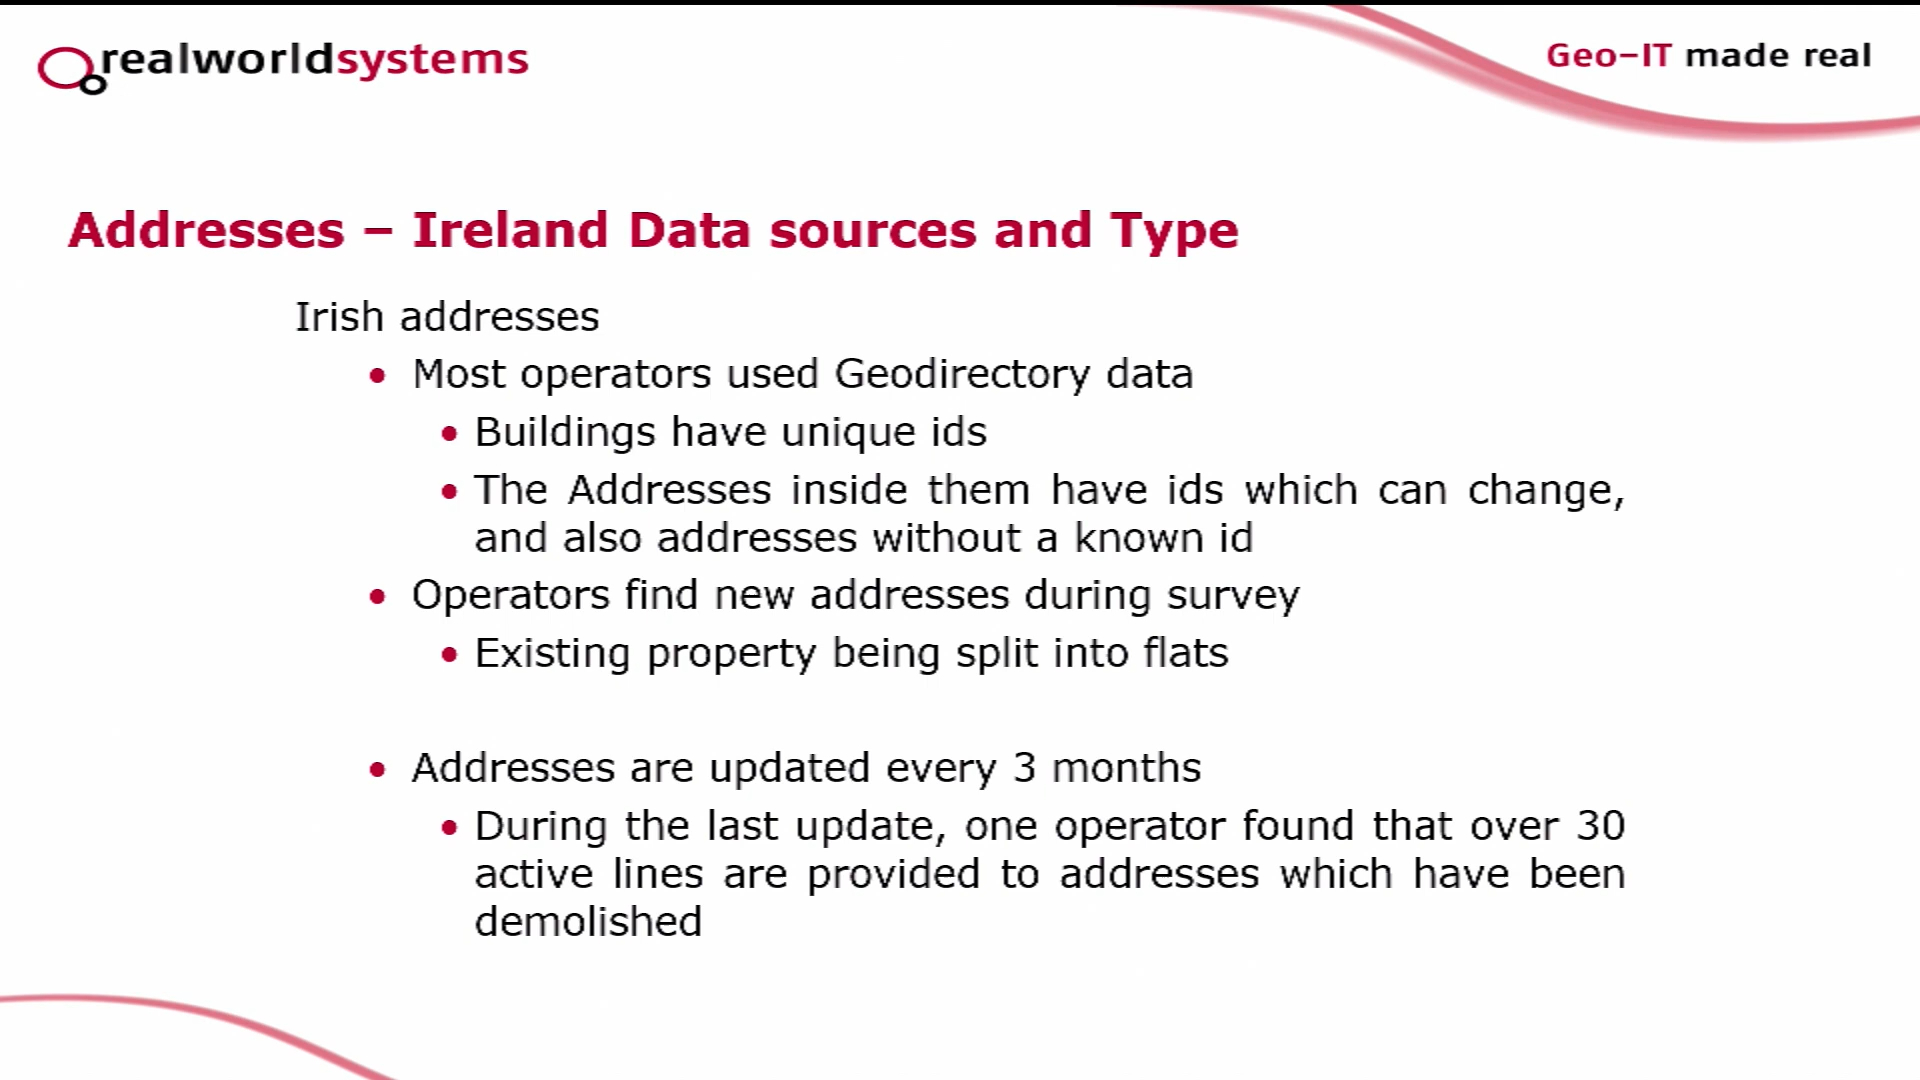 realworldsystems
Geo-IT made real
Addresses – Ireland Data sources and Type
Irish addresses
• Most operators used Geodirectory data
• Buildings have unique ids
• The Addresses inside them have ids which can change,
and also addresses without a known id
• Operators find new addresses during survey
• Existing property being split into flats
• Addresses are updated every 3 months
• During the last update, one operator found that over 30
active lines are provided to addresses which have been
demolished